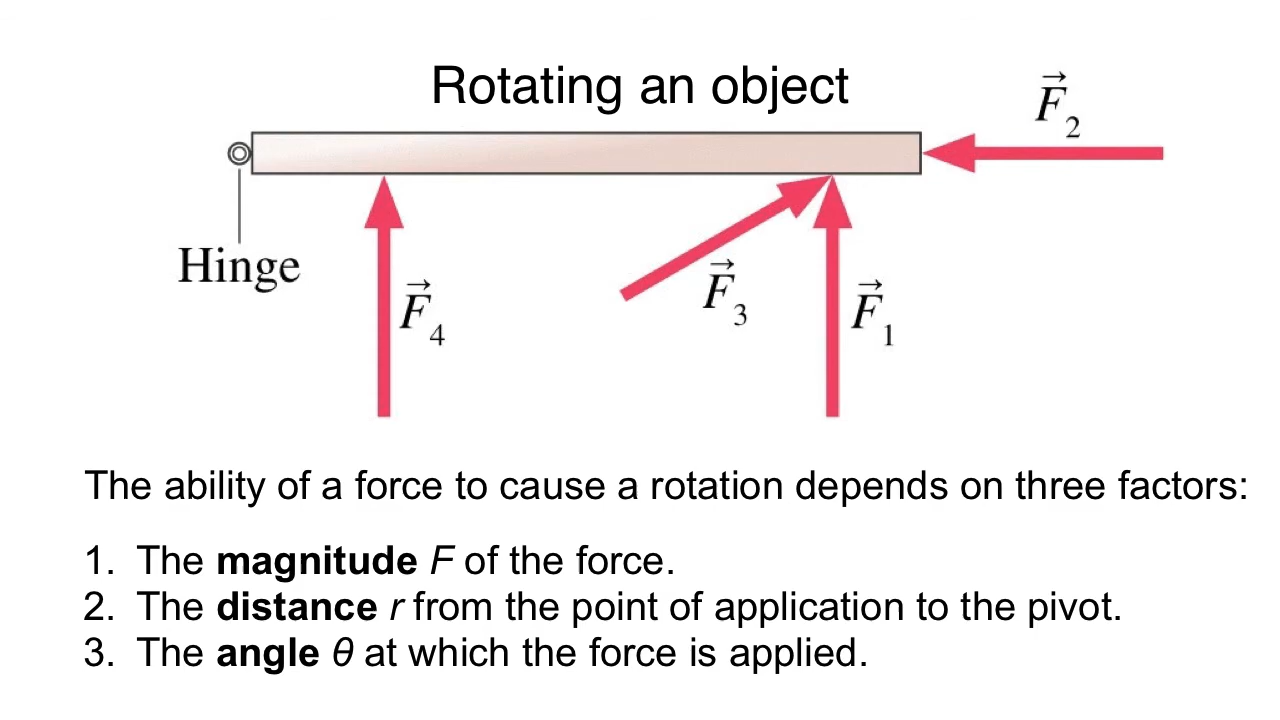 Rotating an object
F⃗₂
Hinge
F⃗₄
F⃗₃
F⃗₁
The ability of a force to cause a rotation depends on three factors:
1. The magnitude F of the force.
2. The distance r from the point of application to the pivot.
3. The angle θ at which the force is applied.